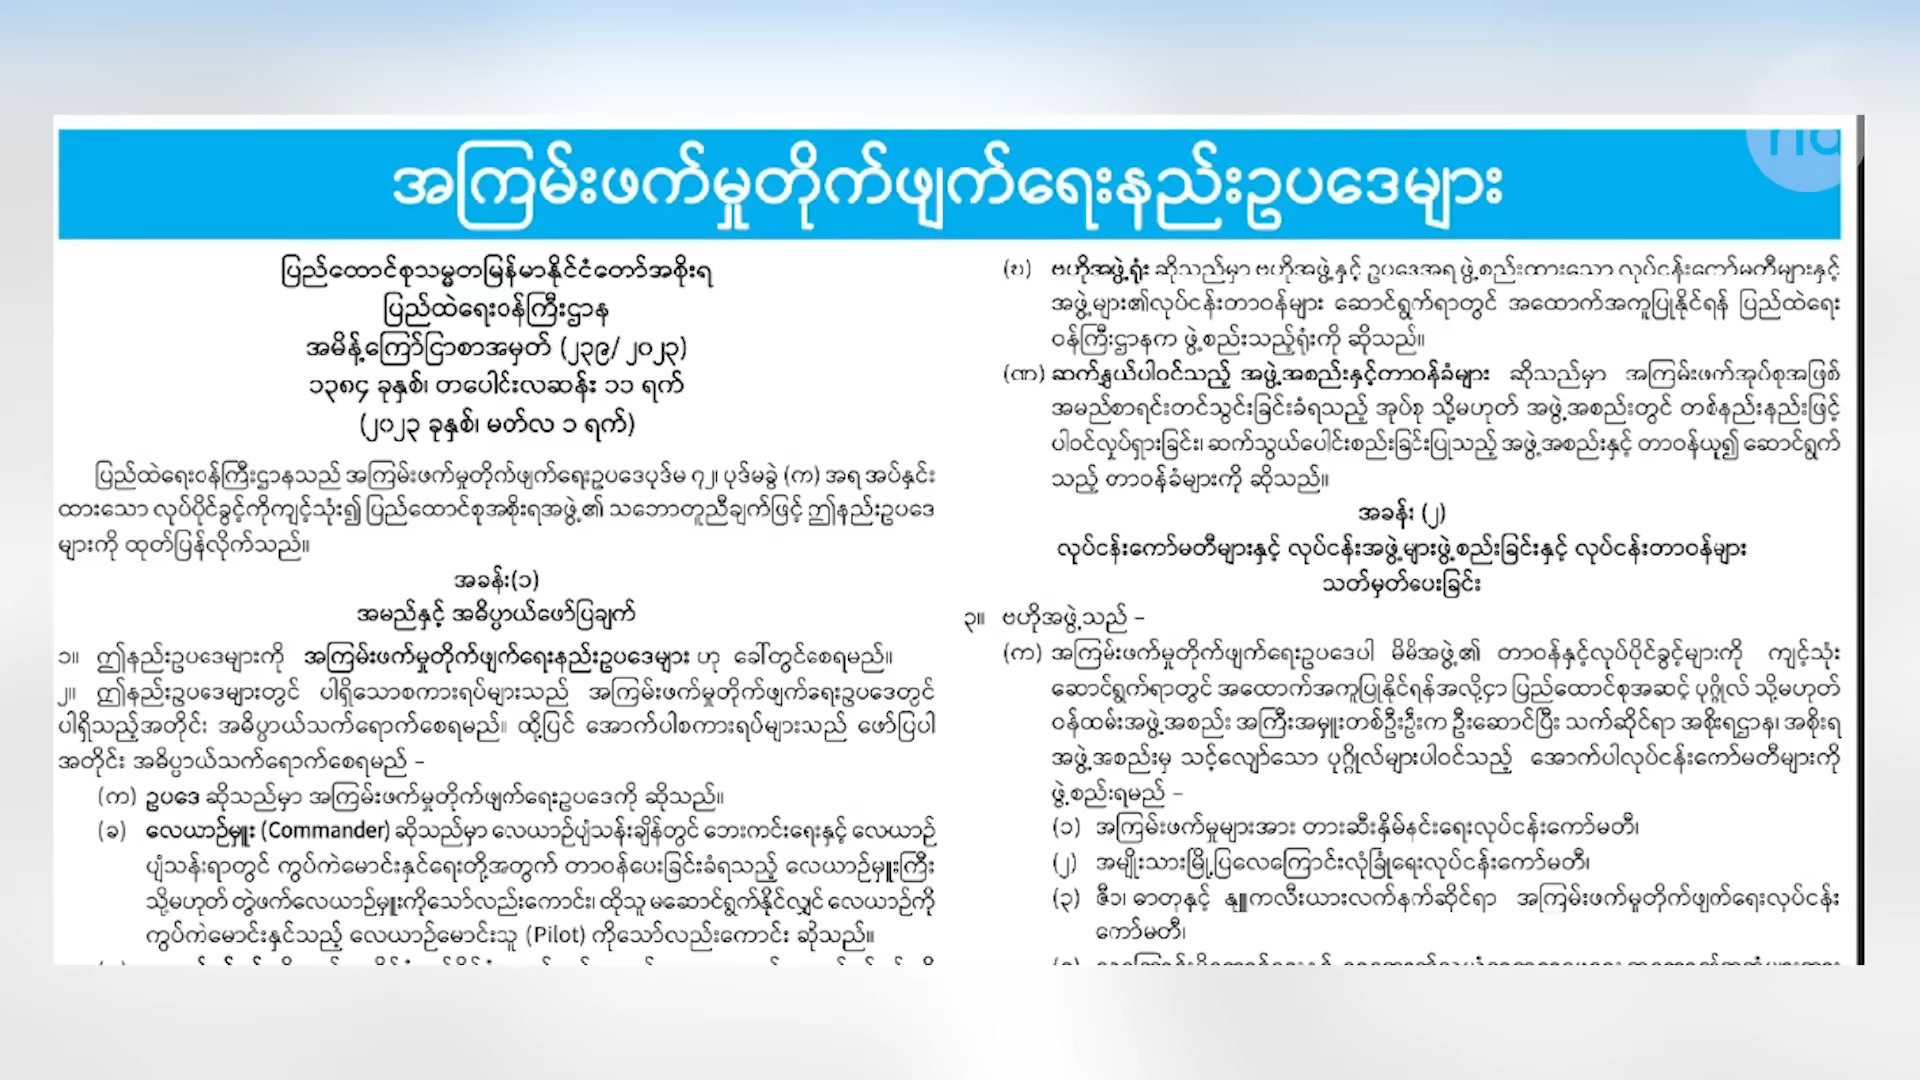 အကြမ်းဖက်မှုတိုက်ဖျက်ရေးနည်းဥပဒေများ
ပြည်ထောင်စုသမ္မတမြန်မာနိုင်ငံတော်အစိုးရ
ပြည်ထဲရေးဝန်ကြီးဌာန
အမိန့်ကြော်ငြာစာအမှတ် (၂၃၉/ ၂၀၂၃)
၁၃၈၄ ခုနှစ်၊ တပေါင်းလဆန်း ၁၁ ရက်
(၂၀၂၃ ခုနှစ်၊ မတ်လ ၁ ရက်)
ပြည်ထဲရေးဝန်ကြီးဌာနသည် အကြမ်းဖက်မှုတိုက်ဖျက်ရေးဥပဒေပုဒ်မ ၇၂၊ ပုဒ်မခွဲ (က) အရ အပ်နှင်း
ထားသော လုပ်ပိုင်ခွင့်ကိုကျင့်သုံး၍ ပြည်ထောင်စုအစိုးရအဖွဲ့၏ သဘောတူညီချက်ဖြင့် ဤနည်းဥပဒေ
များကို ထုတ်ပြန်လိုက်သည်။
အခန်း(၁)
အမည်နှင့် အဓိပ္ပာယ်ဖော်ပြချက်
၁။ ဤနည်းဥပဒေများကို အကြမ်းဖက်မှုတိုက်ဖျက်ရေးနည်းဥပဒေများ ဟု ခေါ်တွင်စေရမည်။
၂။ ဤနည်းဥပဒေများတွင် ပါရှိသောစကားရပ်များသည် အကြမ်းဖက်မှုတိုက်ဖျက်ရေးဥပဒေတွင်
ပါရှိသည့်အတိုင်း အဓိပ္ပာယ်သက်ရောက်စေရမည်။ ထို့ပြင် အောက်ပါစကားရပ်များသည် ဖော်ပြပါ
အတိုင်း အဓိပ္ပာယ်သက်ရောက်စေရမည် –
(က) ဥပဒေ ဆိုသည်မှာ အကြမ်းဖက်မှုတိုက်ဖျက်ရေးဥပဒေကို ဆိုသည်။
(ခ) လေယာဉ်မှူး (Commander) ဆိုသည်မှာ လေယာဉ်ပျံသန်းချိန်တွင် ဘေးကင်းရေးနှင့် လေယာဉ်
ပျံသန်းရာတွင် ကွပ်ကဲမောင်းနှင်ရေးတို့အတွက် တာဝန်ပေးခြင်းခံရသည့် လေယာဉ်မှူးကြီး
သို့မဟုတ် တွဲဖက်လေယာဉ်မှူးကိုသော်လည်းကောင်း၊ ထိုသူ မဆောင်ရွက်နိုင်လျှင် လေယာဉ်ကို
ကွပ်ကဲမောင်းနှင်သည့် လေယာဉ်မောင်းသူ (Pilot) ကိုသော်လည်းကောင်း ဆိုသည်။
ဗဟိုအဖွဲ့ရုံး ဆိုသည်မှာ ဗဟိုအဖွဲ့နှင့် ဥပဒေအရ ဖွဲ့စည်းထားသော လုပ်ငန်းကော်မတီများနှင့်
အဖွဲ့များ၏လုပ်ငန်းတာဝန်များ ဆောင်ရွက်ရာတွင် အထောက်အကူပြုနိုင်ရန် ပြည်ထဲရေး
ဝန်ကြီးဌာနက ဖွဲ့စည်းသည့်ရုံးကို ဆိုသည်။
(ဏ) ဆက်နွှယ်ပါဝင်သည့် အဖွဲ့အစည်းနှင့်တာဝန်ခံများ ဆိုသည်မှာ အကြမ်းဖက်အုပ်စုအဖြစ်
အမည်စာရင်းတင်သွင်းခြင်းခံရသည့် အုပ်စု သို့မဟုတ် အဖွဲ့အစည်းတွင် တစ်နည်းနည်းဖြင့်
ပါဝင်လှုပ်ရှားခြင်း၊ ဆက်သွယ်ပေါင်းစည်းခြင်းပြုသည့် အဖွဲ့အစည်းနှင့် တာဝန်ယူ၍ ဆောင်ရွက်
သည့် တာဝန်ခံများကို ဆိုသည်။
အခန်း (၂)
လုပ်ငန်းကော်မတီများနှင့် လုပ်ငန်းအဖွဲ့များဖွဲ့စည်းခြင်းနှင့် လုပ်ငန်းတာဝန်များ
သတ်မှတ်ပေးခြင်း
၃။ ဗဟိုအဖွဲ့သည် –
(က) အကြမ်းဖက်မှုတိုက်ဖျက်ရေးဥပဒေပါ မိမိအဖွဲ့၏ တာဝန်နှင့်လုပ်ပိုင်ခွင့်များကို ကျင့်သုံး
ဆောင်ရွက်ရာတွင် အထောက်အကူပြုနိုင်ရန်အလို့ငှာ ပြည်ထောင်စုအဆင့် ပုဂ္ဂိုလ် သို့မဟုတ်
ဝန်ထမ်းအဖွဲ့အစည်း အကြီးအမှူးတစ်ဦးဦးက ဦးဆောင်ပြီး သက်ဆိုင်ရာ အစိုးရဌာန၊ အစိုးရ
အဖွဲ့အစည်းမှ သင့်လျော်သော ပုဂ္ဂိုလ်များပါဝင်သည့် အောက်ပါလုပ်ငန်းကော်မတီများကို
ဖွဲ့စည်းရမည် –
(၁) အကြမ်းဖက်မှုများအား တားဆီးနှိမ်နင်းရေးလုပ်ငန်းကော်မတီ၊
(၂) အမျိုးသားမြို့ပြလေကြောင်းလုံခြုံရေးလုပ်ငန်းကော်မတီ၊
(၃) ဇီဝ၊ ဓာတုနှင့် နျူကလီးယားလက်နက်ဆိုင်ရာ အကြမ်းဖက်မှုတိုက်ဖျက်ရေးလုပ်ငန်း
ကော်မတီ၊